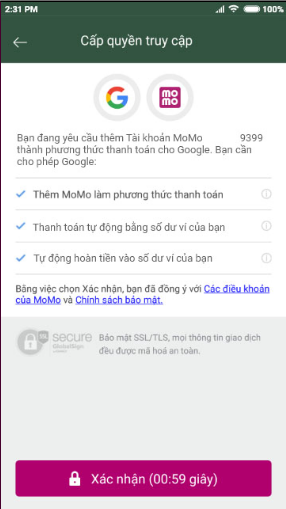 2:31 PM 100%
Cấp quyền truy cập
G mo mo
Bạn đang yêu cầu thêm Tài khoản MoMo 9399
thành phương thức thanh toán cho Google. Bạn cần
cho phép Google:
Thêm MoMo làm phương thức thanh toán
Thanh toán tự động bằng số dư ví của bạn
Tự động hoàn tiền vào số dư ví của bạn
Bằng việc chọn Xác nhận, bạn đã đồng ý với Các điều khoản
của MoMo và Chính sách bảo mật.
secure
GlobalSign
Bảo mật SSL/TLS, mọi thông tin giao dịch
đều được mã hoá an toàn.
Xác nhận (00:59 giây)